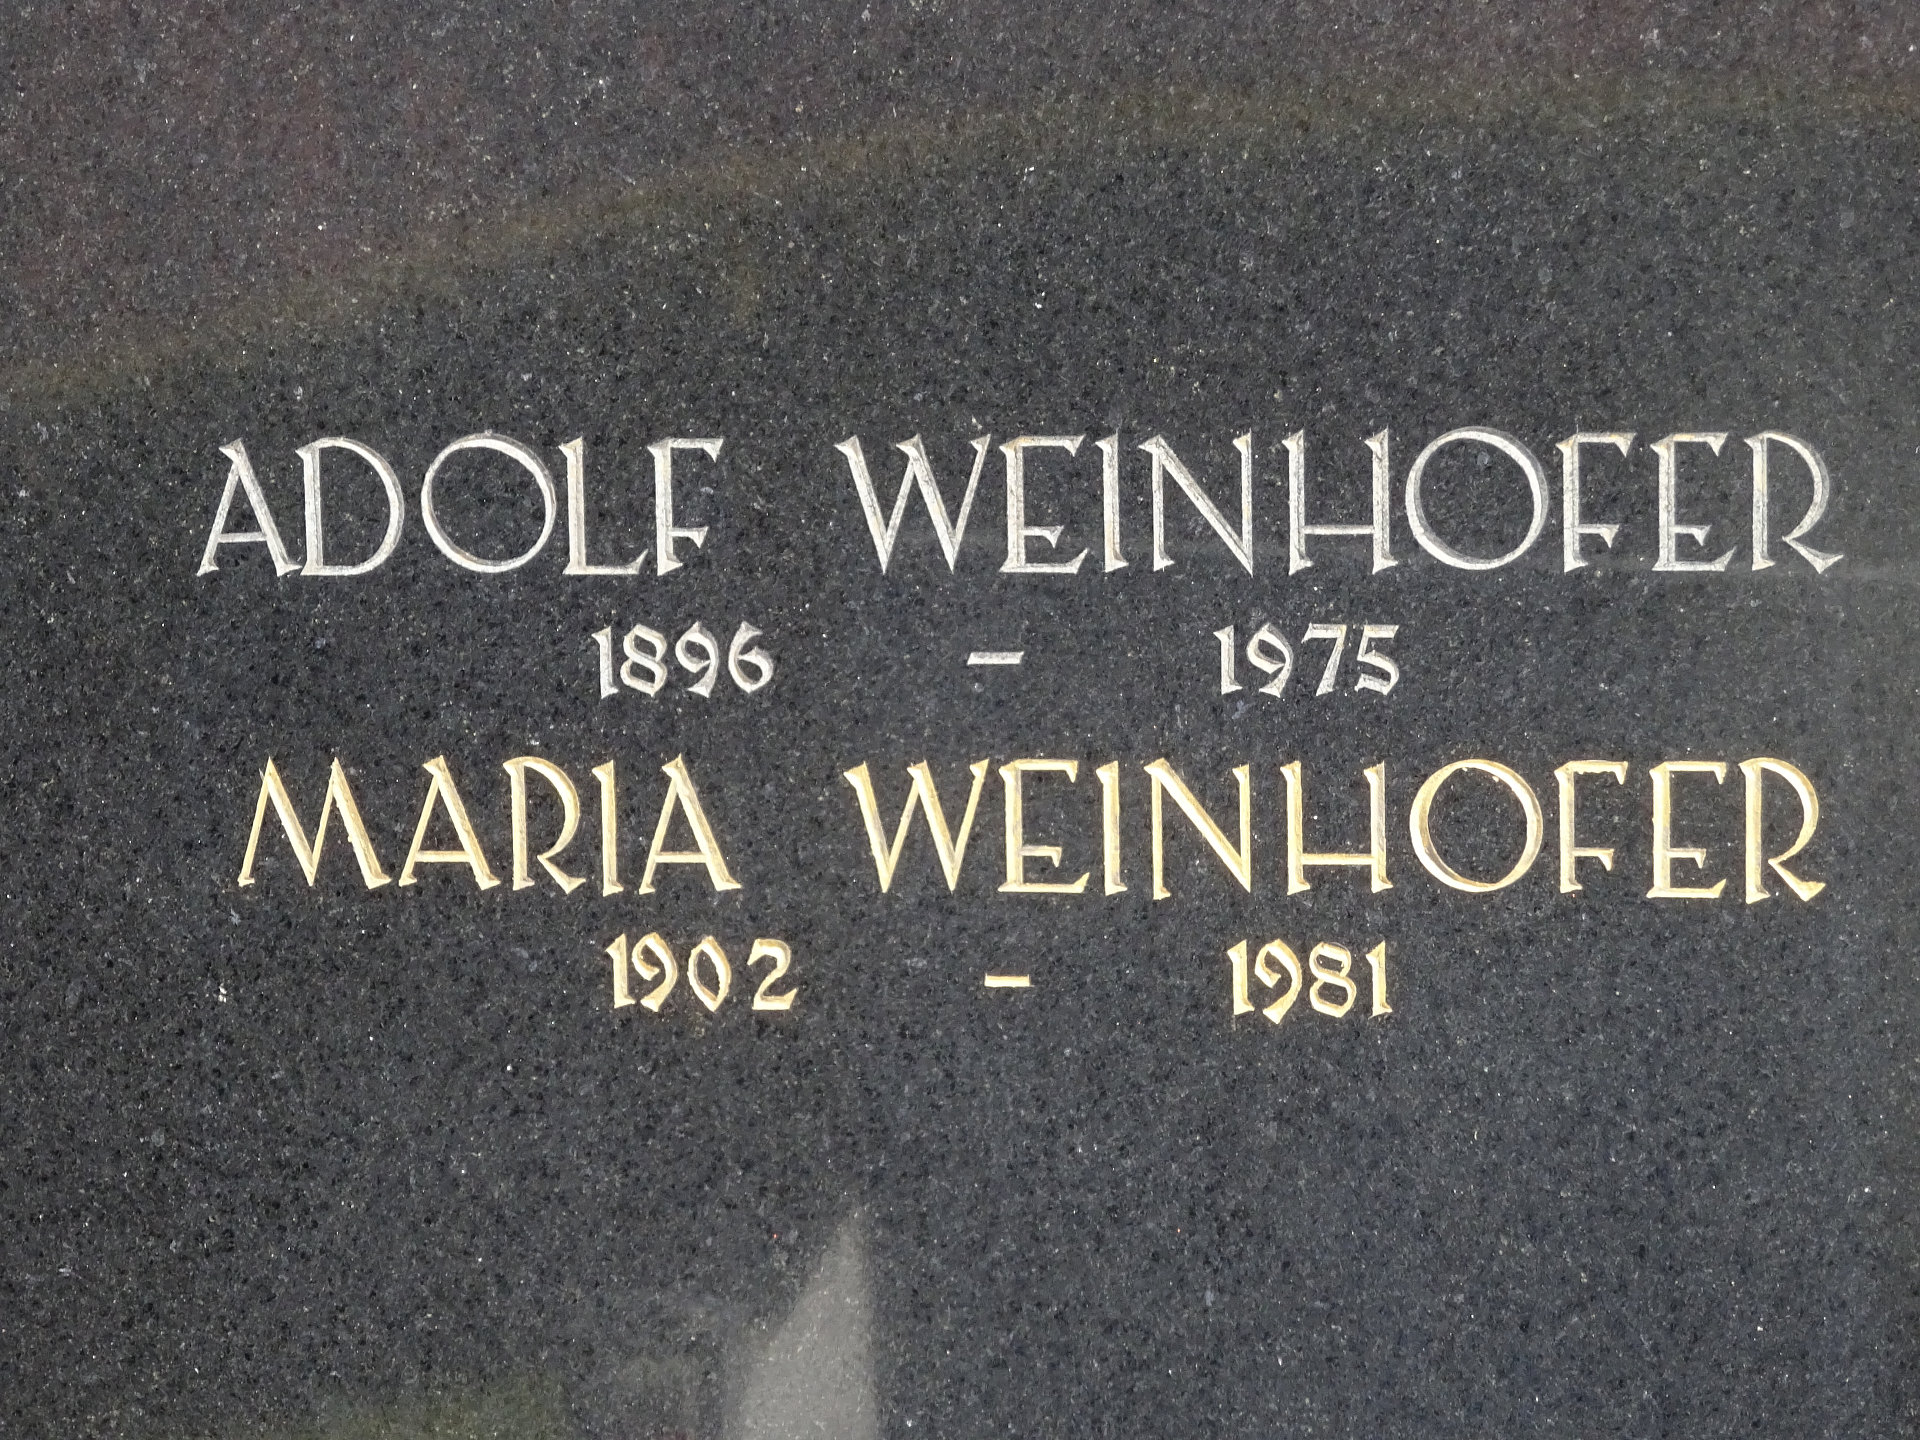 ADOLF WEINHOFER
1896 – 1975
MARIA WEINHOFER
1902 – 1981